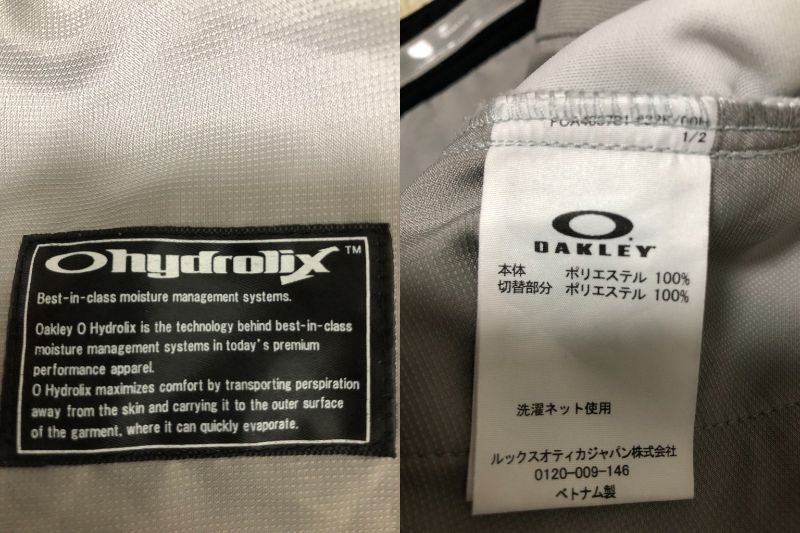 Ohydrolix™
Best-in-class moisture management systems.
Oakley O Hydrolix is the technology behind best-in-class
moisture management systems in today's premium
performance apparel.
O Hydrolix maximizes comfort by transporting perspiration
away from the skin and carrying it to the outer surface
of the garment, where it can quickly evaporate.
1/2
OAKLEY
本体 ポリエステル 100%
切替部分 ポリエステル 100%
洗濯ネット使用
ルックスオティカジャパン株式会社
0120-009-146
ベトナム製